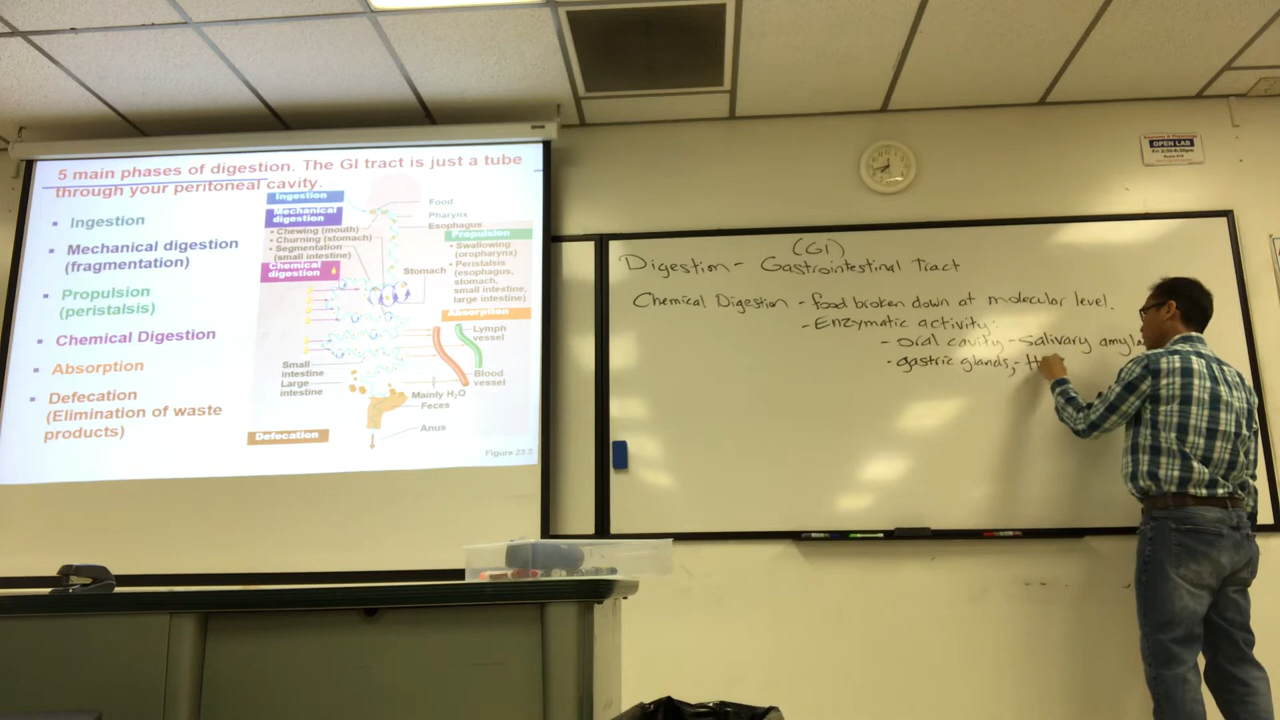 5 main phases of digestion. The GI tract is just a tube
through your peritoneal cavity.
▪ Ingestion
▪ Mechanical digestion
(fragmentation)
▪ Propulsion
(peristalsis)
▪ Chemical Digestion
▪ Absorption
▪ Defecation
(Elimination of waste
products)
Ingestion
Mechanical
digestion
• Chewing (mouth)
• Churning (stomach)
• Segmentation
(small intestine)
Chemical
digestion
Food
Pharynx
Esophagus
Propulsion
• Swallowing
(oropharynx)
• Peristalsis
(esophagus,
stomach,
small intestine,
large intestine)
Stomach
Absorption
Lymph
vessel
Small
intestine
Large
intestine
Blood
vessel
Mainly H₂O
Feces
Anus
Defecation
Figure 23.2
(GI)
Digestion - Gastrointestinal Tract
Chemical Digestion - food broken down at molecular level.
- Enzymatic activity:
- oral cavity - Salivary amyla
- gastric glands, - H
OPEN LAB